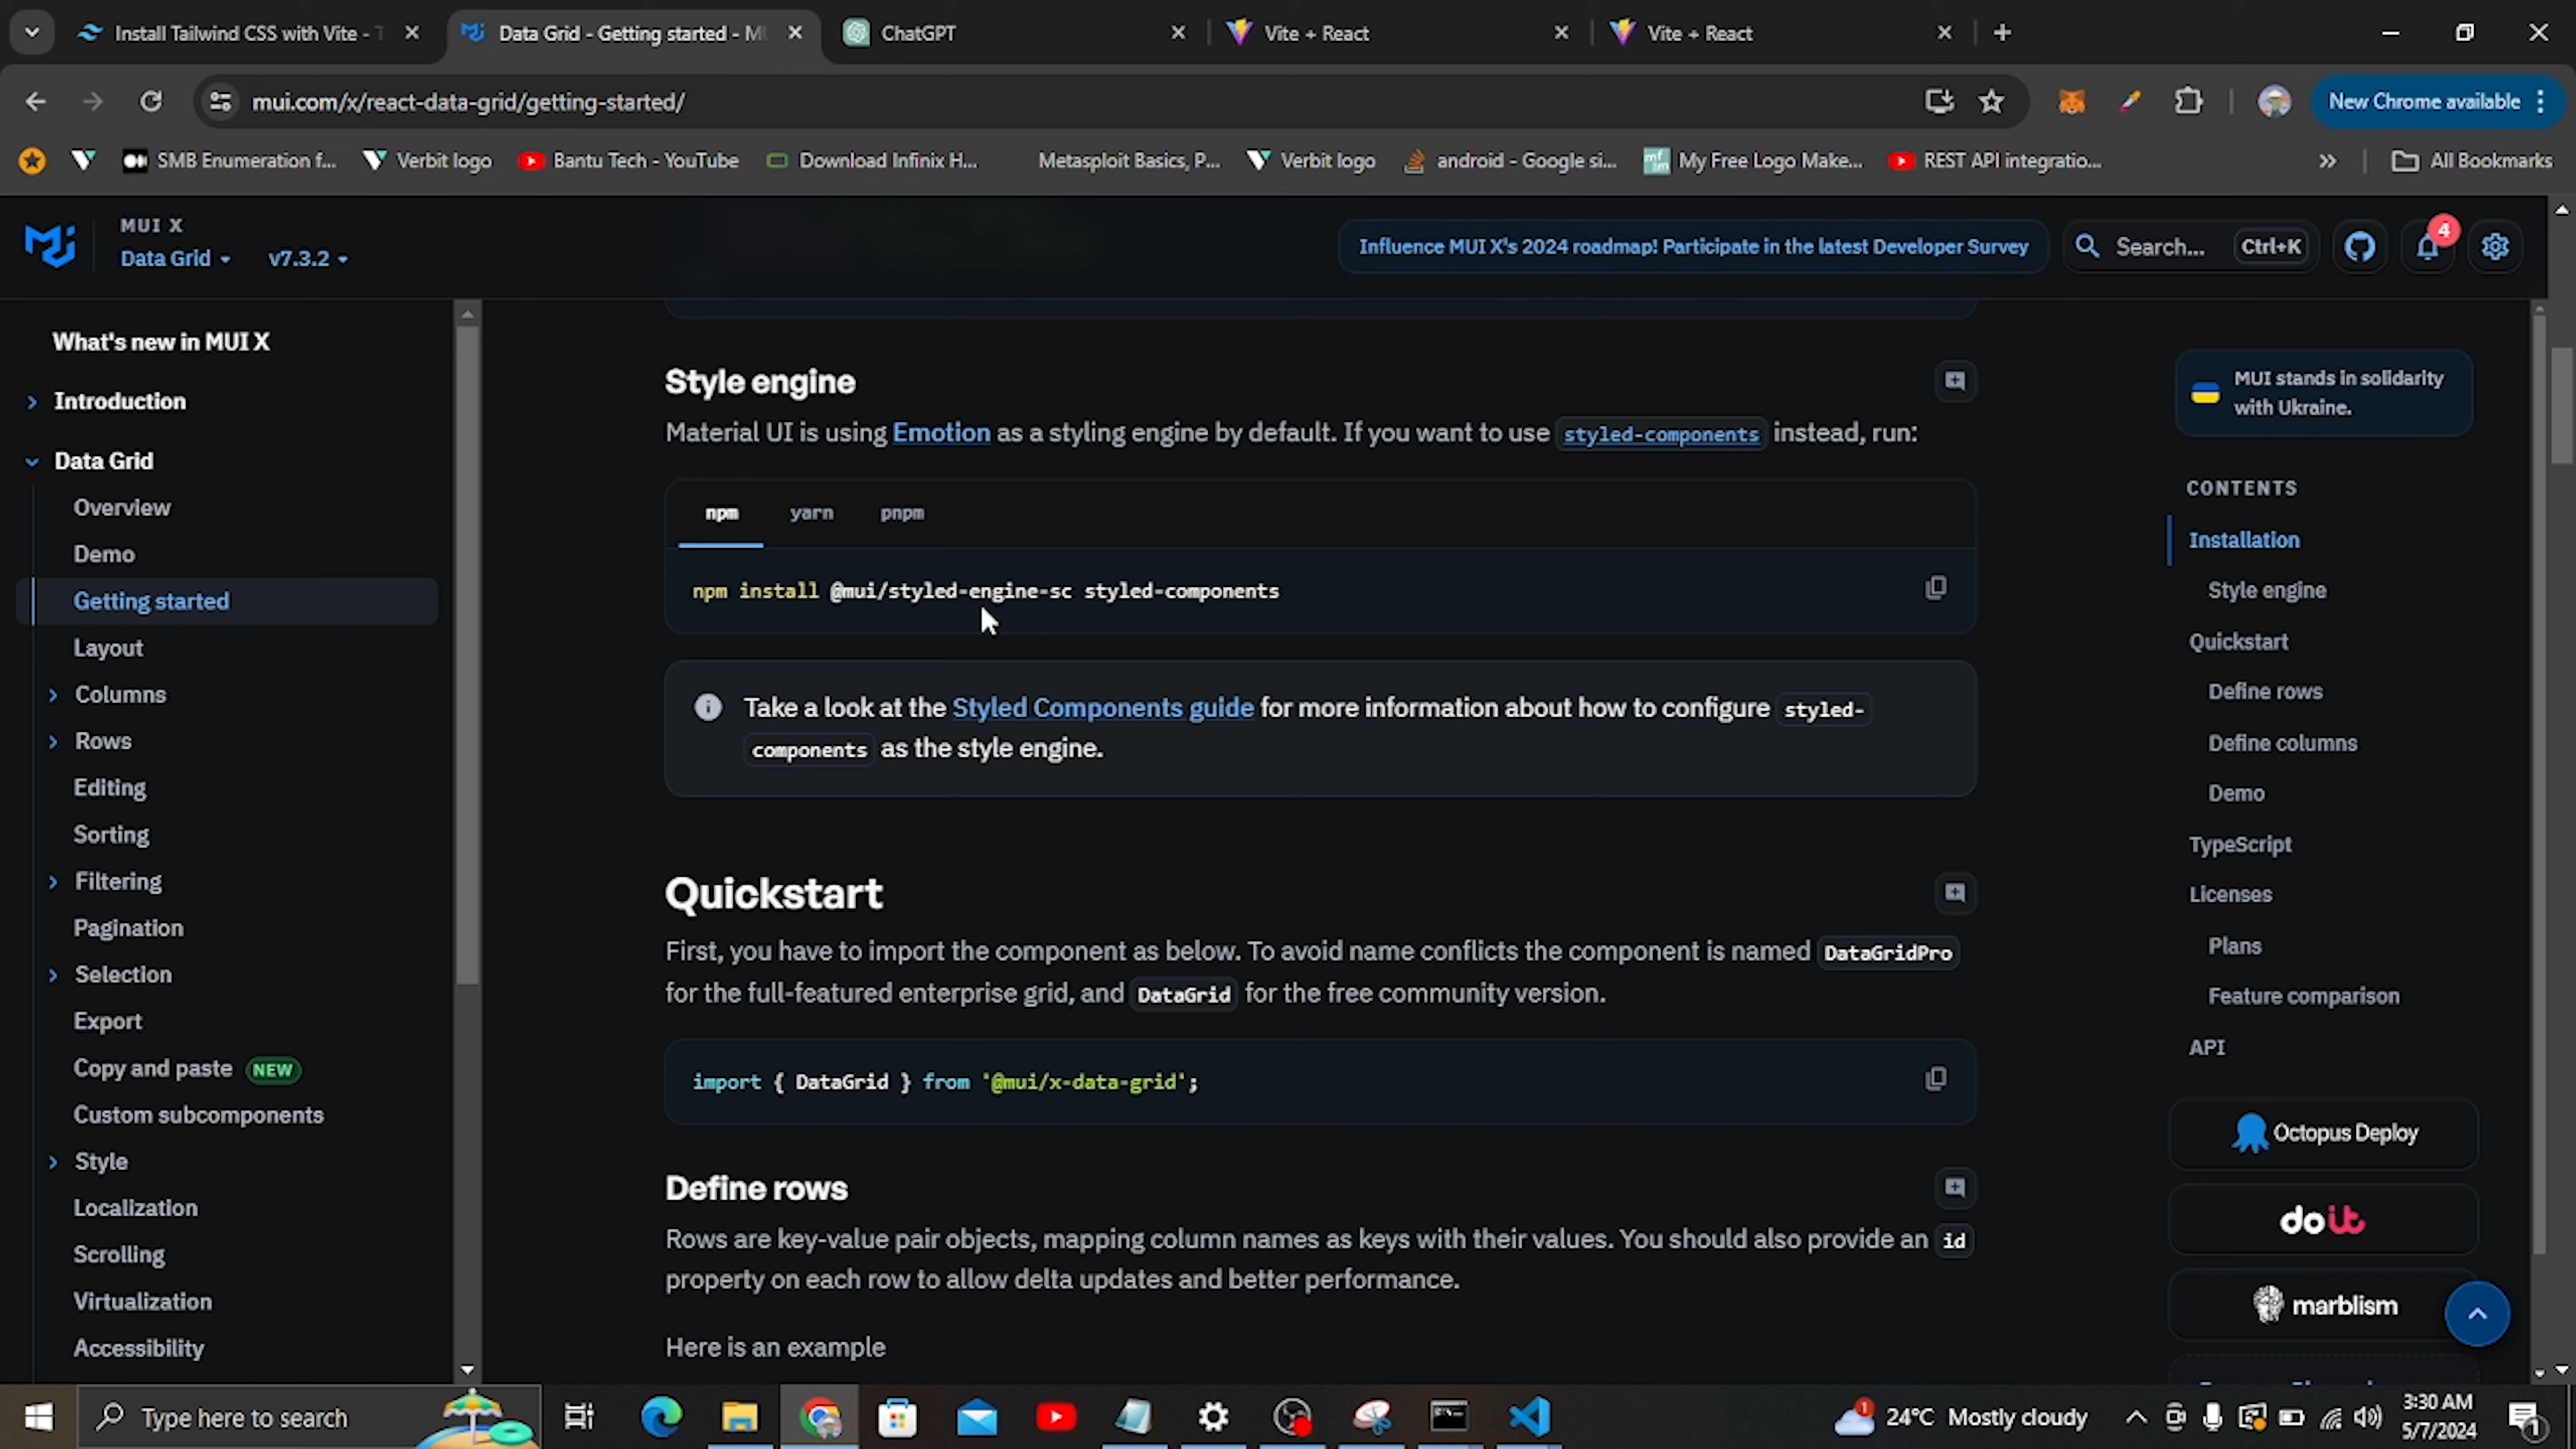 Install Tailwind CSS with Vite - T
Data Grid - Getting started - MU
ChatGPT
Vite + React
Vite + React
mui.com/x/react-data-grid/getting-started/
New Chrome available
SMB Enumeration f...
Verbit logo
Bantu Tech - YouTube
Download Infinix H...
Metasploit Basics, P...
Verbit logo
android - Google si...
My Free Logo Make...
REST API integratio...
»
All Bookmarks
MUI X
Data Grid
v7.3.2
Influence MUI X's 2024 roadmap! Participate in the latest Developer Survey
Search...
Ctrl+K
4
What's new in MUI X
Introduction
Data Grid
Overview
Demo
Getting started
Layout
Columns
Rows
Editing
Sorting
Filtering
Pagination
Selection
Export
Copy and paste NEW
Custom subcomponents
Style
Localization
Scrolling
Virtualization
Accessibility
Style engine
Material UI is using Emotion as a styling engine by default. If you want to use styled-components instead, run:
npm yarn pnpm
npm install @mui/styled-engine-sc styled-components
Take a look at the Styled Components guide for more information about how to configure styled-
components as the style engine.
Quickstart
First, you have to import the component as below. To avoid name conflicts the component is named DataGridPro
for the full-featured enterprise grid, and DataGrid for the free community version.
import { DataGrid } from '@mui/x-data-grid';
Define rows
Rows are key-value pair objects, mapping column names as keys with their values. You should also provide an id
property on each row to allow delta updates and better performance.
Here is an example
MUI stands in solidarity
with Ukraine.
CONTENTS
Installation
Style engine
Quickstart
Define rows
Define columns
Demo
TypeScript
Licenses
Plans
Feature comparison
API
Octopus Deploy
doit
marblism
Type here to search
1
24°C Mostly cloudy
3:30 AM
5/7/2024
1